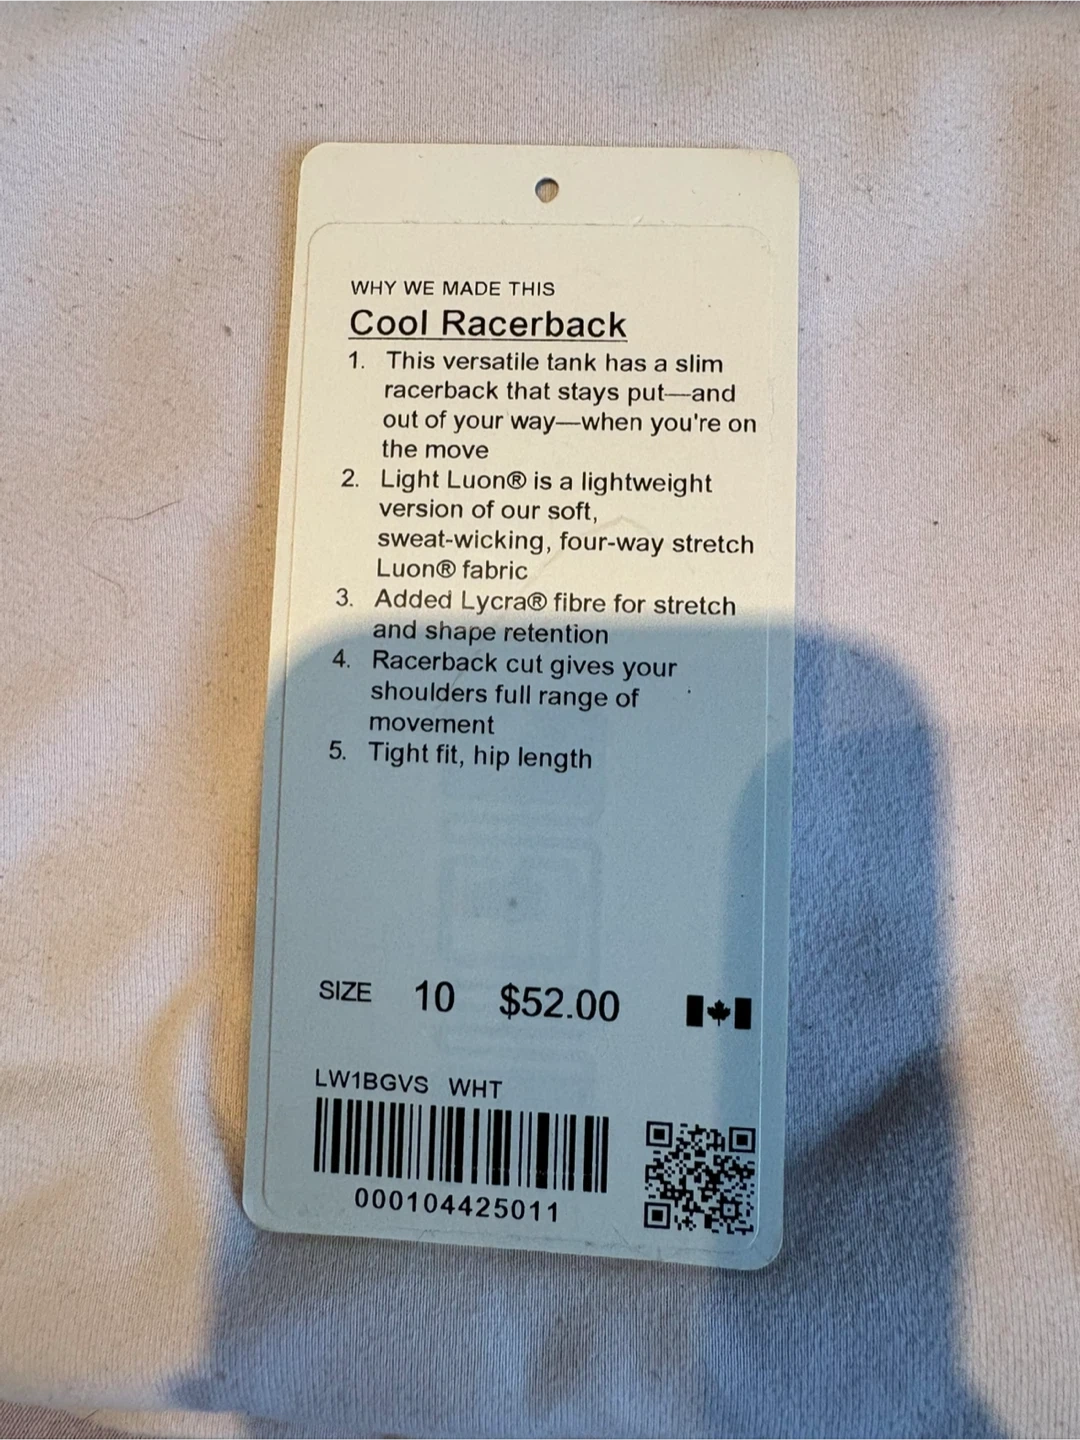 WHY WE MADE THIS
Cool Racerback
1. This versatile tank has a slim
racerback that stays put—and
out of your way—when you're on
the move
2. Light Luon® is a lightweight
version of our soft,
sweat-wicking, four-way stretch
Luon® fabric
3. Added Lycra® fibre for stretch
and shape retention
4. Racerback cut gives your
shoulders full range of
movement
5. Tight fit, hip length
SIZE 10 $52.00
LW1BGVS WHT
000104425011